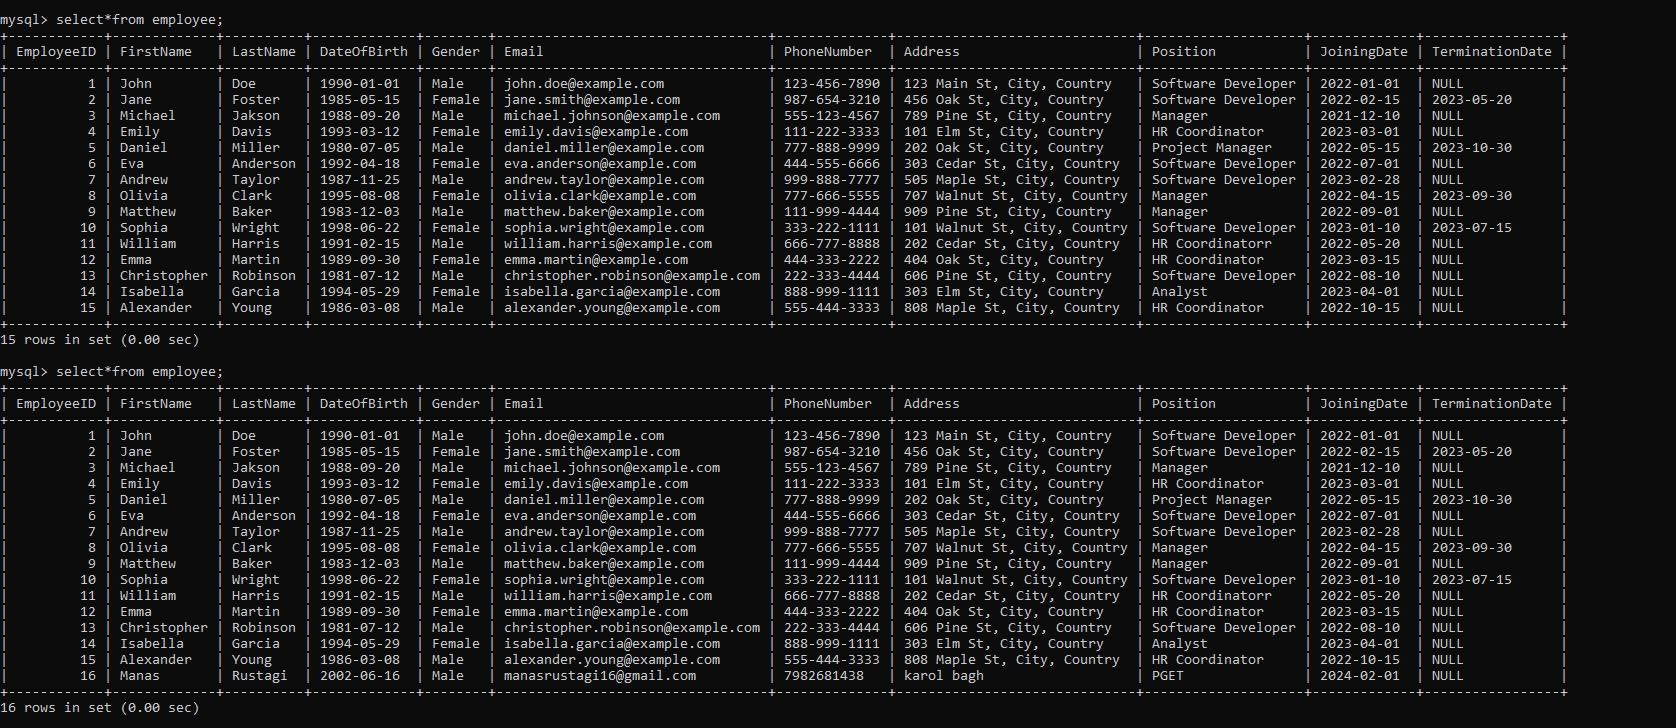 mysql> select*from employee;
+------------+-------------+----------+-------------+--------+----------------------------------+--------------+------------------------------+--------------------+-------------+-----------------+
| EmployeeID | FirstName   | LastName | DateOfBirth | Gender | Email                            | PhoneNumber  | Address                      | Position           | JoiningDate | TerminationDate |
+------------+-------------+----------+-------------+--------+----------------------------------+--------------+------------------------------+--------------------+-------------+-----------------+
|          1 | John        | Doe      | 1990-01-01  | Male   | john.doe@example.com             | 123-456-7890 | 123 Main St, City, Country   | Software Developer | 2022-01-01  | NULL            |
|          2 | Jane        | Foster   | 1985-05-15  | Female | jane.smith@example.com           | 987-654-3210 | 456 Oak St, City, Country    | Software Developer | 2022-02-15  | 2023-05-20      |
|          3 | Michael     | Jakson   | 1988-09-20  | Male   | michael.johnson@example.com      | 555-123-4567 | 789 Pine St, City, Country   | Manager            | 2021-12-10  | NULL            |
|          4 | Emily       | Davis    | 1993-03-12  | Female | emily.davis@example.com          | 111-222-3333 | 101 Elm St, City, Country    | HR Coordinator     | 2023-03-01  | NULL            |
|          5 | Daniel      | Miller   | 1980-07-05  | Male   | daniel.miller@example.com        | 777-888-9999 | 202 Oak St, City, Country    | Project Manager    | 2022-05-15  | 2023-10-30      |
|          6 | Eva         | Anderson | 1992-04-18  | Female | eva.anderson@example.com         | 444-555-6666 | 303 Cedar St, City, Country  | Software Developer | 2022-07-01  | NULL            |
|          7 | Andrew      | Taylor   | 1987-11-25  | Male   | andrew.taylor@example.com        | 999-888-7777 | 505 Maple St, City, Country  | Software Developer | 2023-02-28  | NULL            |
|          8 | Olivia      | Clark    | 1995-08-08  | Female | olivia.clark@example.com         | 777-666-5555 | 707 Walnut St, City, Country | Manager            | 2022-04-15  | 2023-09-30      |
|          9 | Matthew     | Baker    | 1983-12-03  | Male   | matthew.baker@example.com        | 111-999-4444 | 909 Pine St, City, Country   | Manager            | 2022-09-01  | NULL            |
|         10 | Sophia      | Wright   | 1998-06-22  | Female | sophia.wright@example.com        | 333-222-1111 | 101 Walnut St, City, Country | Software Developer | 2023-01-10  | 2023-07-15      |
|         11 | William     | Harris   | 1991-02-15  | Male   | william.harris@example.com       | 666-777-8888 | 202 Cedar St, City, Country  | HR Coordinatorr    | 2022-05-20  | NULL            |
|         12 | Emma        | Martin   | 1989-09-30  | Female | emma.martin@example.com          | 444-333-2222 | 404 Oak St, City, Country    | HR Coordinator     | 2023-03-15  | NULL            |
|         13 | Christopher | Robinson | 1981-07-12  | Male   | christopher.robinson@example.com | 222-333-4444 | 606 Pine St, City, Country   | Software Developer | 2022-08-10  | NULL            |
|         14 | Isabella    | Garcia   | 1994-05-29  | Female | isabella.garcia@example.com      | 888-999-1111 | 303 Elm St, City, Country    | Analyst            | 2023-04-01  | NULL            |
|         15 | Alexander   | Young    | 1986-03-08  | Male   | alexander.young@example.com      | 555-444-3333 | 808 Maple St, City, Country  | HR Coordinator     | 2022-10-15  | NULL            |
+------------+-------------+----------+-------------+--------+----------------------------------+--------------+------------------------------+--------------------+-------------+-----------------+
15 rows in set (0.00 sec)
mysql> select*from employee;
+------------+-------------+----------+-------------+--------+----------------------------------+--------------+------------------------------+--------------------+-------------+-----------------+
| EmployeeID | FirstName   | LastName | DateOfBirth | Gender | Email                            | PhoneNumber  | Address                      | Position           | JoiningDate | TerminationDate |
+------------+-------------+----------+-------------+--------+----------------------------------+--------------+------------------------------+--------------------+-------------+-----------------+
|          1 | John        | Doe      | 1990-01-01  | Male   | john.doe@example.com             | 123-456-7890 | 123 Main St, City, Country   | Software Developer | 2022-01-01  | NULL            |
|          2 | Jane        | Foster   | 1985-05-15  | Female | jane.smith@example.com           | 987-654-3210 | 456 Oak St, City, Country    | Software Developer | 2022-02-15  | 2023-05-20      |
|          3 | Michael     | Jakson   | 1988-09-20  | Male   | michael.johnson@example.com      | 555-123-4567 | 789 Pine St, City, Country   | Manager            | 2021-12-10  | NULL            |
|          4 | Emily       | Davis    | 1993-03-12  | Female | emily.davis@example.com          | 111-222-3333 | 101 Elm St, City, Country    | HR Coordinator     | 2023-03-01  | NULL            |
|          5 | Daniel      | Miller   | 1980-07-05  | Male   | daniel.miller@example.com        | 777-888-9999 | 202 Oak St, City, Country    | Project Manager    | 2022-05-15  | 2023-10-30      |
|          6 | Eva         | Anderson | 1992-04-18  | Female | eva.anderson@example.com         | 444-555-6666 | 303 Cedar St, City, Country  | Software Developer | 2022-07-01  | NULL            |
|          7 | Andrew      | Taylor   | 1987-11-25  | Male   | andrew.taylor@example.com        | 999-888-7777 | 505 Maple St, City, Country  | Software Developer | 2023-02-28  | NULL            |
|          8 | Olivia      | Clark    | 1995-08-08  | Female | olivia.clark@example.com         | 777-666-5555 | 707 Walnut St, City, Country | Manager            | 2022-04-15  | 2023-09-30      |
|          9 | Matthew     | Baker    | 1983-12-03  | Male   | matthew.baker@example.com        | 111-999-4444 | 909 Pine St, City, Country   | Manager            | 2022-09-01  | NULL            |
|         10 | Sophia      | Wright   | 1998-06-22  | Female | sophia.wright@example.com        | 333-222-1111 | 101 Walnut St, City, Country | Software Developer | 2023-01-10  | 2023-07-15      |
|         11 | William     | Harris   | 1991-02-15  | Male   | william.harris@example.com       | 666-777-8888 | 202 Cedar St, City, Country  | HR Coordinatorr    | 2022-05-20  | NULL            |
|         12 | Emma        | Martin   | 1989-09-30  | Female | emma.martin@example.com          | 444-333-2222 | 404 Oak St, City, Country    | HR Coordinator     | 2023-03-15  | NULL            |
|         13 | Christopher | Robinson | 1981-07-12  | Male   | christopher.robinson@example.com | 222-333-4444 | 606 Pine St, City, Country   | Software Developer | 2022-08-10  | NULL            |
|         14 | Isabella    | Garcia   | 1994-05-29  | Female | isabella.garcia@example.com      | 888-999-1111 | 303 Elm St, City, Country    | Analyst            | 2023-04-01  | NULL            |
|         15 | Alexander   | Young    | 1986-03-08  | Male   | alexander.young@example.com      | 555-444-3333 | 808 Maple St, City, Country  | HR Coordinator     | 2022-10-15  | NULL            |
|         16 | Manas       | Rustagi  | 2002-06-16  | Male   | manasrustagi16@gmail.com         | 7982681438   | karol bagh                   | PGET               | 2024-02-01  | NULL            |
+------------+-------------+----------+-------------+--------+----------------------------------+--------------+------------------------------+--------------------+-------------+-----------------+
16 rows in set (0.00 sec)